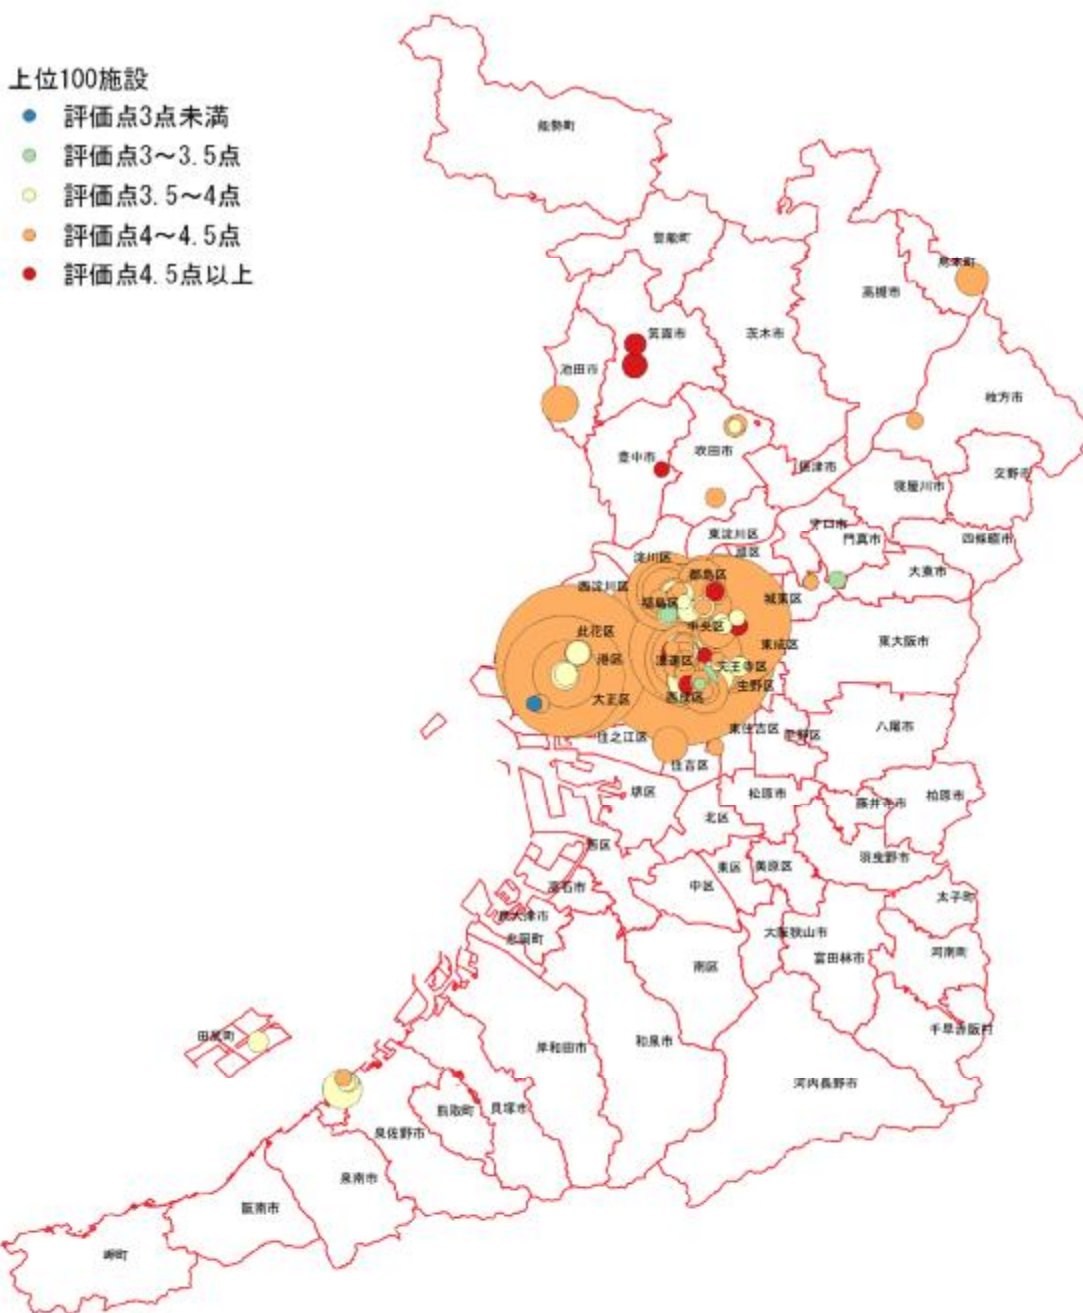 上位100施設
評価点3点未満
評価点3～3.5点
評価点3.5～4点
評価点4～4.5点
評価点4.5点以上
能勢町
豊能町
島本町
高槻市
箕面市
茨木市
池田市
枚方市
豊中市
吹田市
摂津市
交野市
寝屋川市
守口市
東淀川区
門真市
四條畷市
旭区
淀川区
大東市
都島区
西淀川区
城東区
福島区
中央区
此花区
東大阪市
東成区
港区
浪速区
天王寺区
生野区
大正区
西成区
八尾市
東住吉区
平野区
住之江区
住吉区
堺区
松原市
柏原市
藤井寺市
北区
西区
羽曳野市
東区
美原区
高石市
中区
太子町
泉大津市
大阪狭山市
忠岡町
河南町
富田林市
南区
千早赤阪村
田尻町
和泉市
岸和田市
河内長野市
貝塚市
熊取町
泉佐野市
泉南市
阪南市
岬町